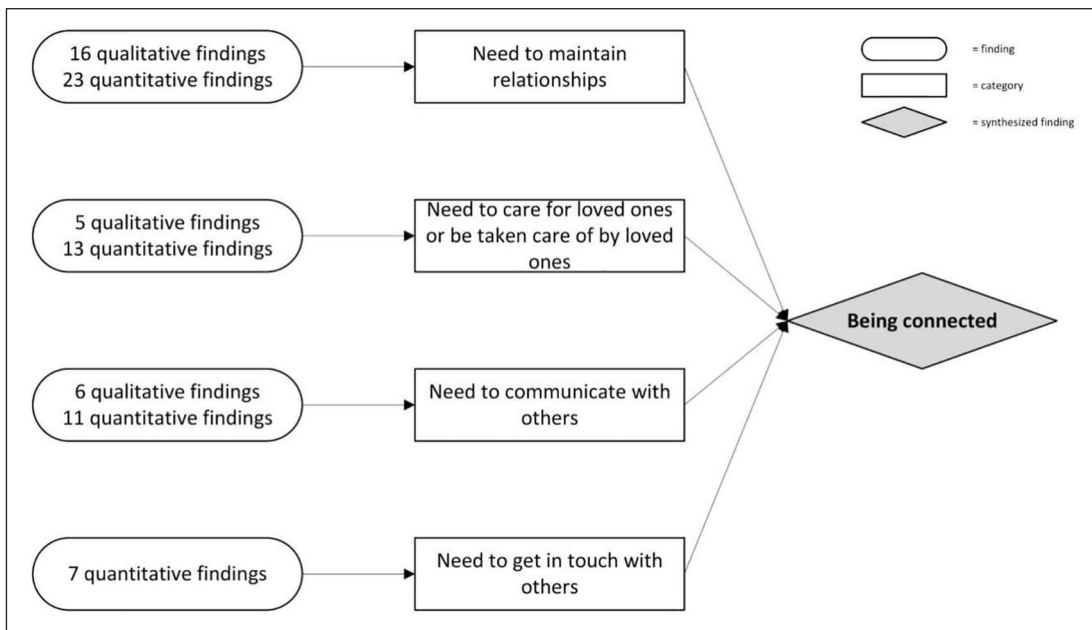 16 qualitative findings
23 quantitative findings
Need to maintain
relationships
5 qualitative findings
13 quantitative findings
Need to care for loved ones
or be taken care of by loved
ones
6 qualitative findings
11 quantitative findings
Need to communicate with
others
7 quantitative findings
Need to get in touch with
others
Being connected
= finding
= category
= synthesized finding